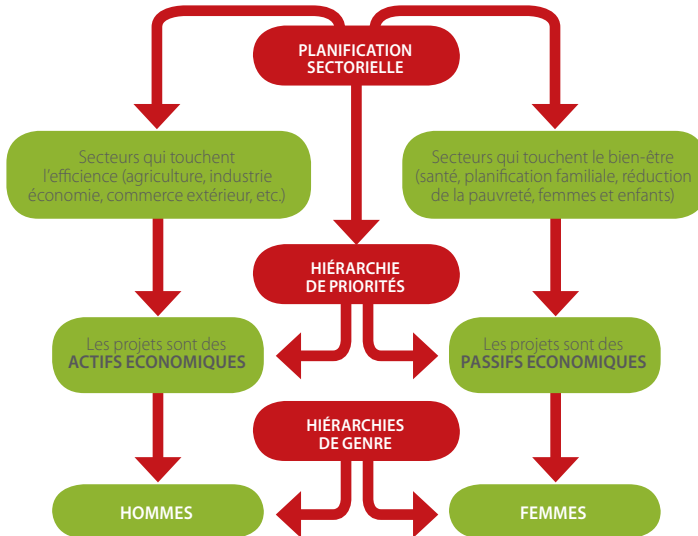 PLANIFICATION
SECTORIELLE
Secteurs qui touchent
l'efficience (agriculture, industrie
économie, commerce extérieur, etc.)
Secteurs qui touchent le bien-être
(santé, planification familiale, réduction
de la pauvreté, femmes et enfants)
HIÉRARCHIE
DE PRIORITÉS
Les projets sont des
ACTIFS ECONOMIQUES
Les projets sont des
PASSIFS ECONOMIQUES
HIÉRARCHIES
DE GENRE
HOMMES
FEMMES